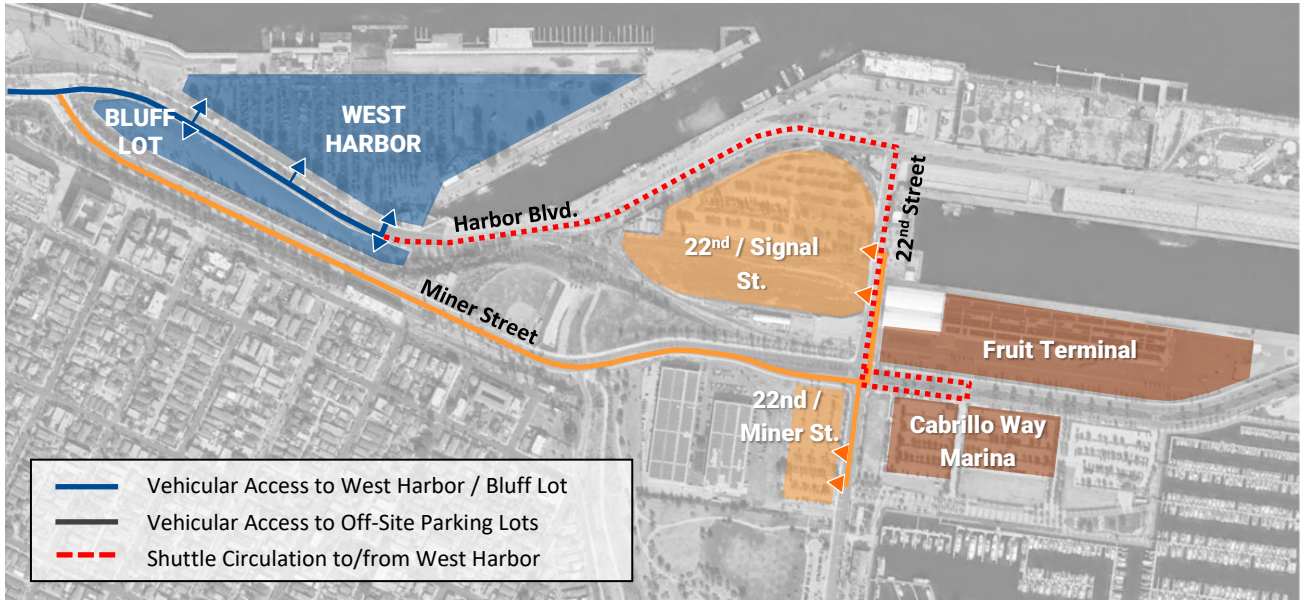 BLUFF
LOT
WEST
HARBOR
Harbor Blvd.
22nd Street
22nd / Signal
St.
Miner Street
Fruit Terminal
22nd /
Miner St.
Cabrillo Way
Marina
Vehicular Access to West Harbor / Bluff Lot
Vehicular Access to Off-Site Parking Lots
Shuttle Circulation to/from West Harbor